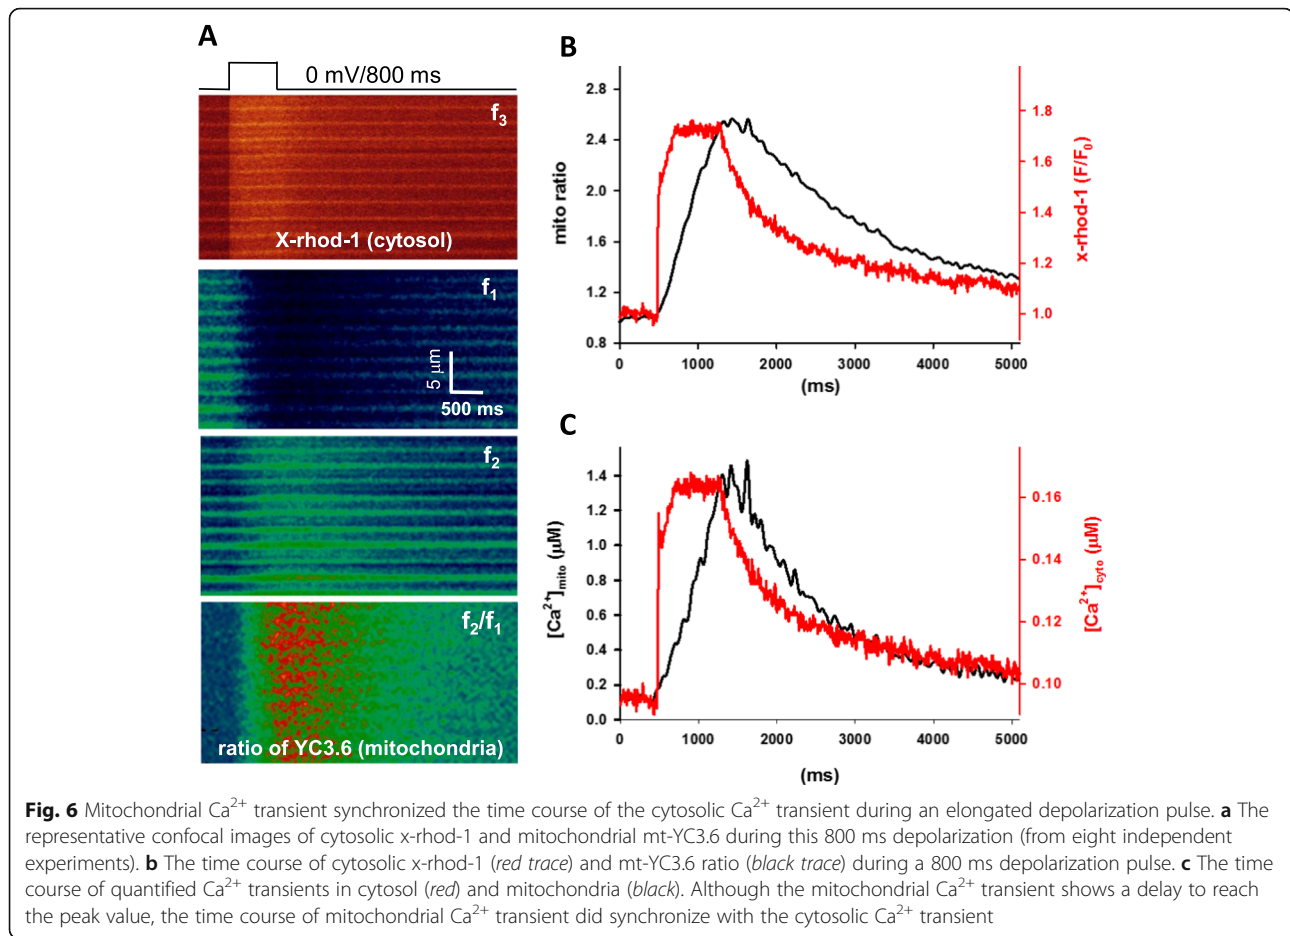 A
0 mV/800 ms
f3
X-rhod-1 (cytosol)
f1
5 μm
500 ms
f2
f2/f1
ratio of YC3.6 (mitochondria)
B
mito ratio
2.8
2.4
2.0
1.6
1.2
0.8
0 1000 2000 3000 4000 5000
(ms)
1.8
1.6
1.4
1.2
1.0
x-rhod-1 (F/F0)
C
[Ca2+]mito (μM)
1.4
1.2
1.0
0.8
0.6
0.4
0.2
0.0
0 1000 2000 3000 4000 5000
(ms)
0.16
0.14
0.12
0.10
[Ca2+]cyto (μM)
Fig. 6 Mitochondrial Ca2+ transient synchronized the time course of the cytosolic Ca2+ transient during an elongated depolarization pulse. a The
representative confocal images of cytosolic x-rhod-1 and mitochondrial mt-YC3.6 during this 800 ms depolarization (from eight independent
experiments). b The time course of cytosolic x-rhod-1 (red trace) and mt-YC3.6 ratio (black trace) during a 800 ms depolarization pulse. c The time
course of quantified Ca2+ transients in cytosol (red) and mitochondria (black). Although the mitochondrial Ca2+ transient shows a delay to reach
the peak value, the time course of mitochondrial Ca2+ transient did synchronize with the cytosolic Ca2+ transient